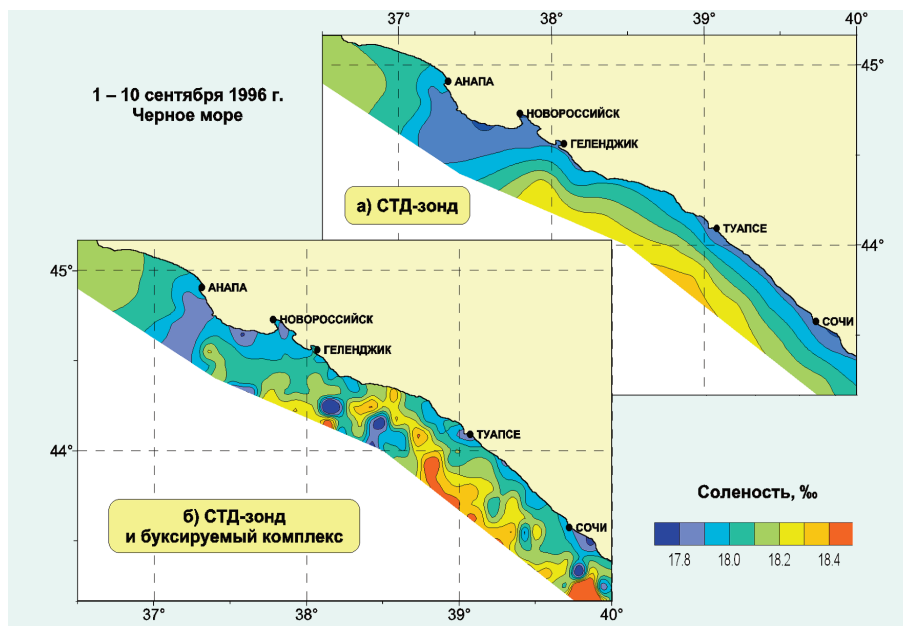 37°
38°
39°
40°
45°
АНАПА
1 – 10 сентября 1996 г.
Черное море
НОВОРОССИЙСК
ГЕЛЕНДЖИК
а) СТД-зонд
ТУАПСЕ
44°
СОЧИ
45°
АНАПА
НОВОРОССИЙСК
ГЕЛЕНДЖИК
ТУАПСЕ
44°
Соленость, ‰
б) СТД-зонд
и буксируемый комплекс
СОЧИ
17.8
18.0
18.2
18.4
37°
38°
39°
40°